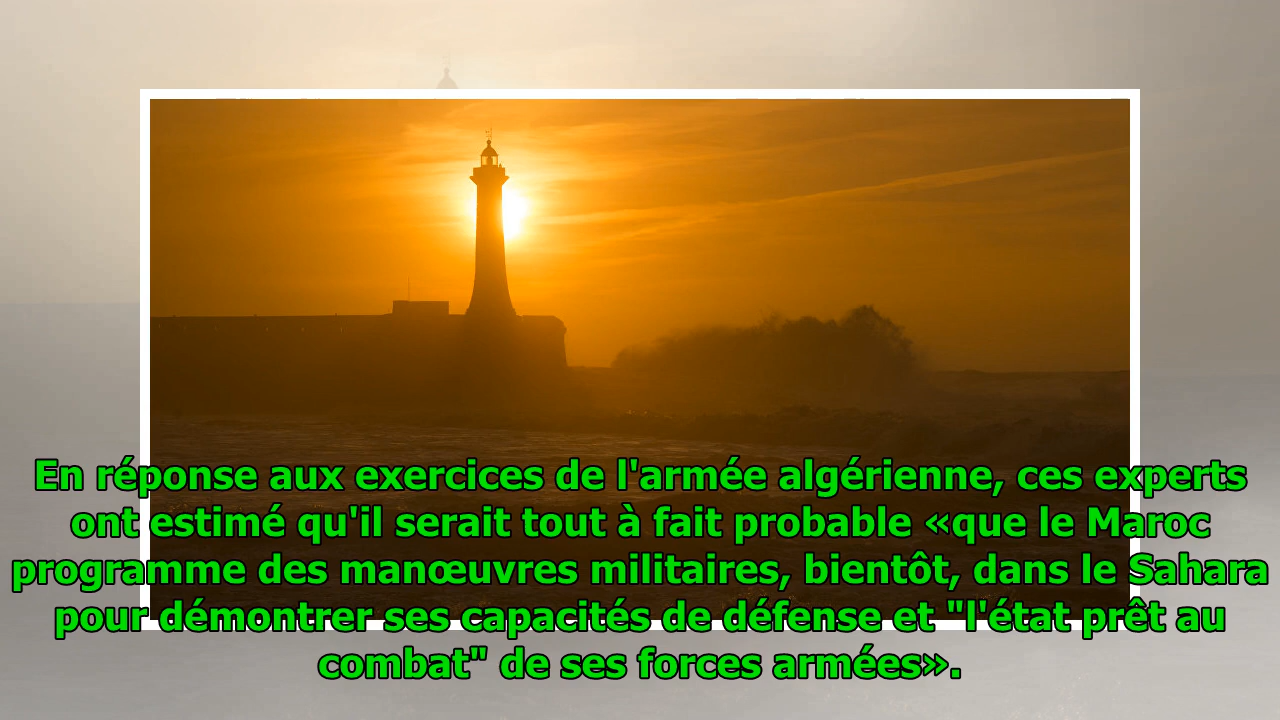 En réponse aux exercices de l'armée algérienne, ces experts
ont estimé qu'il serait tout à fait probable «que le Maroc
programme des manœuvres militaires, bientôt, dans le Sahara
pour démontrer ses capacités de défense et "l'état prêt au
combat" de ses forces armées».